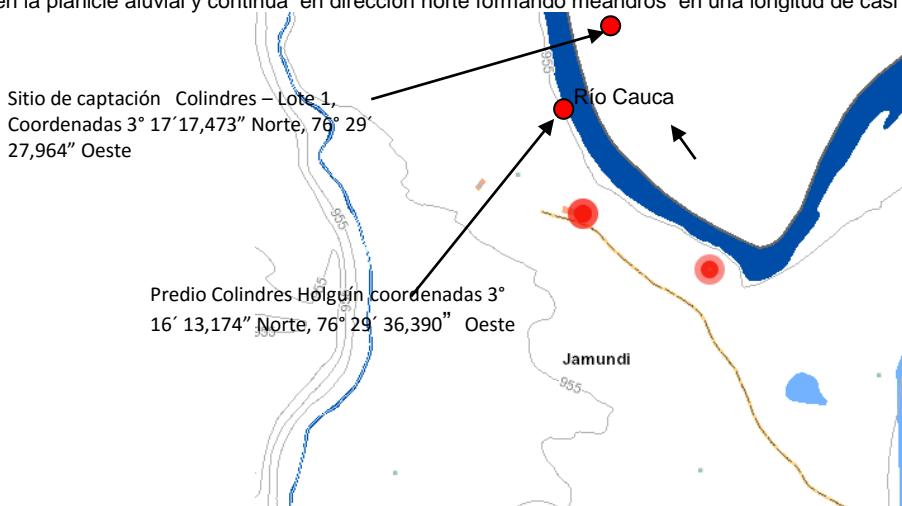 en la planicie aluvial y continúa en dirección norte formando meandros en una longitud de casi
955
Sitio de captación Colindres – Lote 1,
Coordenadas 3° 17´17,473” Norte, 76° 29´
27,964” Oeste
Río Cauca
955
955
Predio Colindres Holguín coordenadas 3°
16´ 13,174” Norte, 76° 29´ 36,390” Oeste
955
955
Jamundi
955